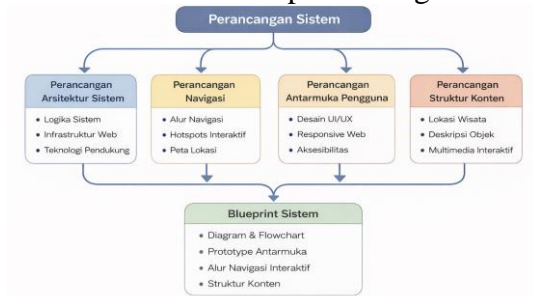 Perancangan Sistem
Perancangan
Arsitektur Sistem
• Logika Sistem
• Infrastruktur Web
• Teknologi Pendukung
Perancangan
Navigasi
• Alur Navigasi
• Hotspots Interaktif
• Peta Lokasi
Perancangan
Antarmuka Pengguna
• Desain UI/UX
• Responsive Web
• Aksesibilitas
Perancangan
Struktur Konten
• Lokasi Wisata
• Deskripsi Objek
• Multimedia Interaktif
Blueprint Sistem
• Diagram & Flowchart
• Prototype Antarmuka
• Alur Navigasi Interaktif
• Struktur Konten